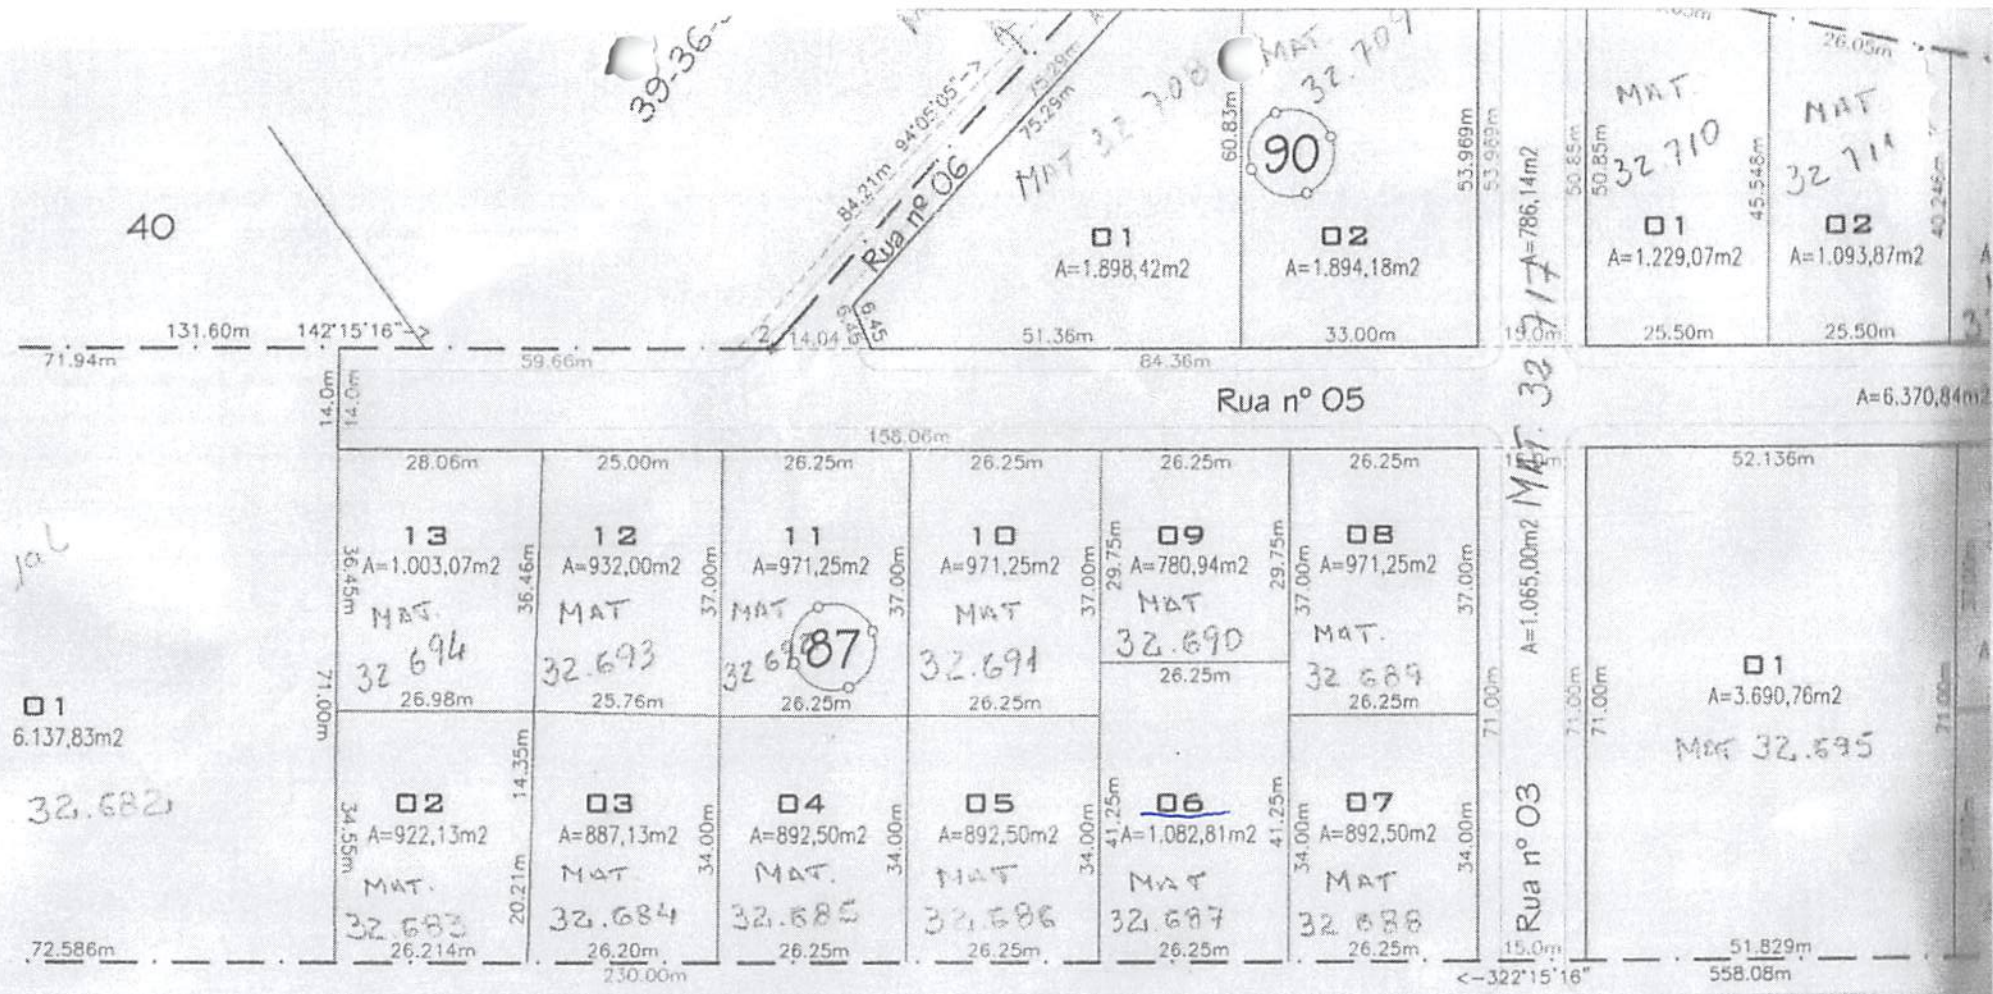 39-36-
26.05m
40
131.60m
142°15'16"->
71.94m
59.66m
2
14,04
6.45
6.45
84.21m 94°05'05"->
Rua nº 06
75.29m
75.29m
MAT 32.708
01
A=1.898,42m2
51.36m
84.36m
60.83m
MAT
32.709
90
02
A=1.894,18m2
33.00m
53.969m
53.969m
A=786,14m2
MAT. 32 717
50.85m
50.85m
MAT.
32.710
01
A=1.229,07m2
25.50m
45.548m
MAT
32 711
02
A=1.093,87m2
25.50m
40.248m
14.0m
14.0m
Rua nº 05
A=6.370,84m2
158.06m
28.06m
25.00m
26.25m
26.25m
26.25m
26.25m
52.136m
13
A=1.003,07m2
MAT.
32 694
36.45m
26.98m
12
A=932,00m2
MAT
32.693
36.46m
25.76m
11
A=971,25m2
MAT
87
37.00m
26.25m
10
A=971,25m2
MAT
32.691
37.00m
26.25m
09
A=780,94m2
MAT
32.690
37.00m
29.75m
29.75m
26.25m
08
A=971,25m2
MAT.
32 689
37.00m
37.00m
26.25m
A=1.065,00m2
71.00m
71.00m
71.00m
71.00m
01
A=3.690,76m2
MAT 32.695
71.00m
01
6.137,83m2
32.682
72.586m
02
A=922,13m2
MAT.
32.683
34.55m
26.214m
14.35m
20.21m
03
A=887,13m2
MAT
32.684
26.20m
34.00m
04
A=892,50m2
MAT.
32.685
26.25m
34.00m
05
A=892,50m2
MAT
32.686
26.25m
34.00m
41.25m
06
A=1.082,81m2
MAT
32.687
26.25m
41.25m
34.00m
07
A=892,50m2
MAT
32 688
26.25m
34.00m
Rua nº 03
15.0m
51.829m
230.00m
<-322°15'16"
558.08m